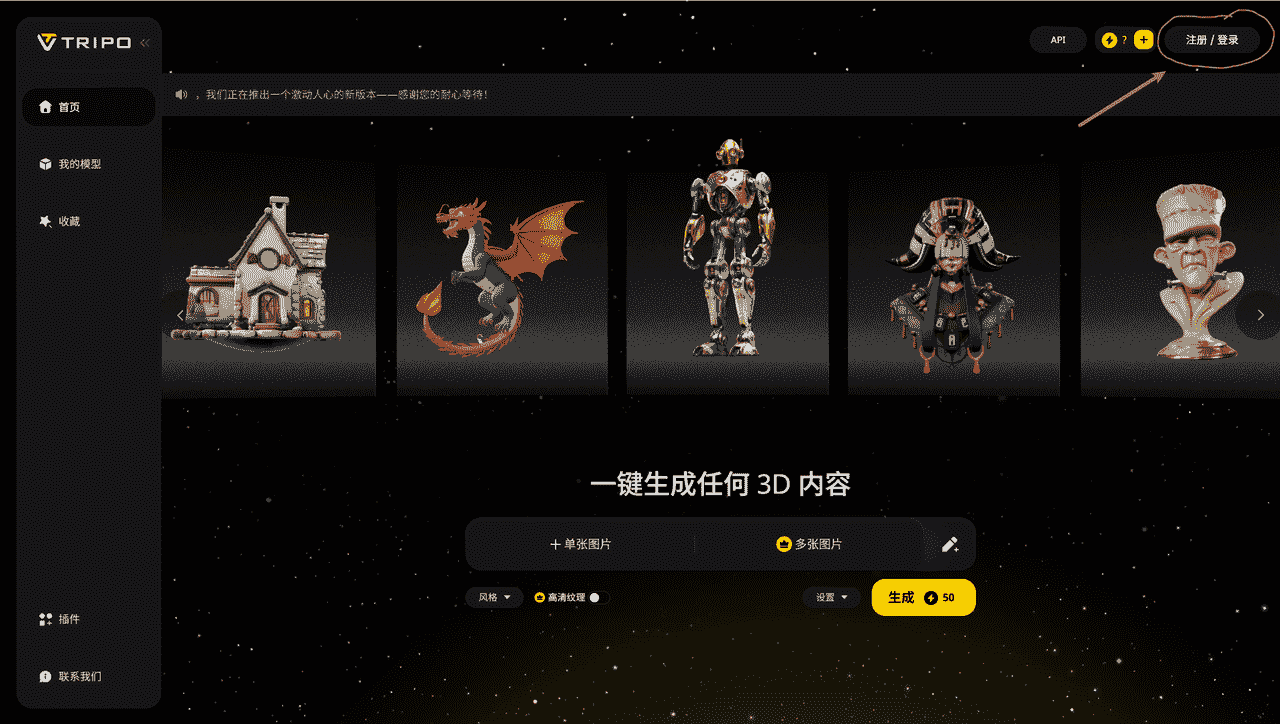 TRIPO
API
?
注册 / 登录
，我们正在推出一个激动人心的新版本——感谢您的耐心等待！
首页
我的模型
收藏
一键生成任何 3D 内容
单张图片
多张图片
风格
高清纹理
设置
生成 50
插件
联系我们